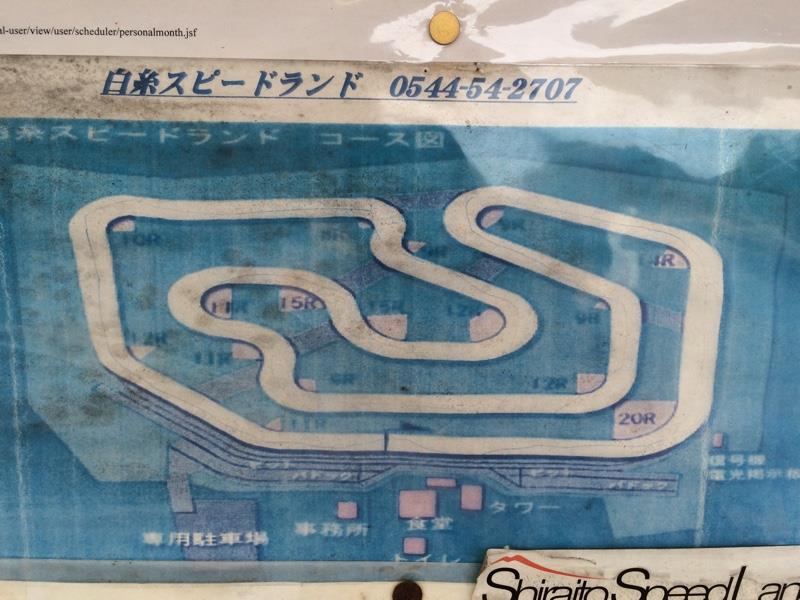 al-user/view/user/scheduler/personalmonth.jsf
白糸スピードランド 0544-54-2707
糸スピードランド コース図
10R
14R
11R
15R
15R
12R
9R
12R
11R
6R
12R
20R
11R
ピット
パドック
ピット
パドック
信号機
電光掲示板
タワー
専用駐車場
事務所
食堂
トイレ
Shiraito SpeedLan